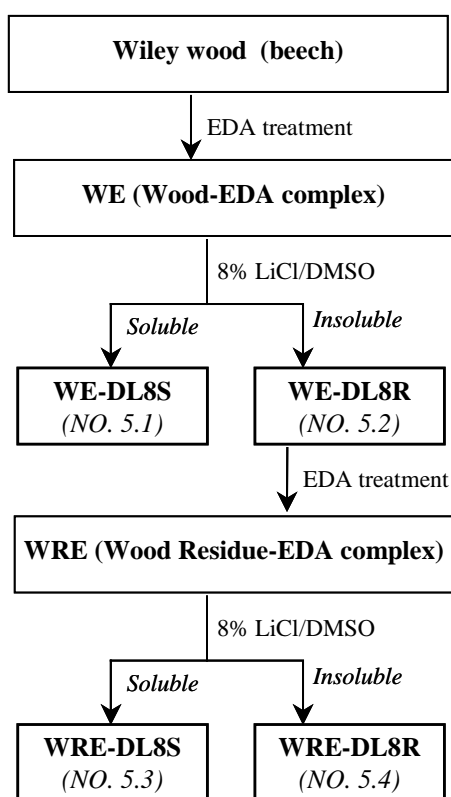 Wiley wood (beech)
EDA treatment
WE (Wood-EDA complex)
8% LiCl/DMSO
Soluble
Insoluble
WE-DL8S
(NO. 5.1)
WE-DL8R
(NO. 5.2)
EDA treatment
WRE (Wood Residue-EDA complex)
8% LiCl/DMSO
Soluble
Insoluble
WRE-DL8S
(NO. 5.3)
WRE-DL8R
(NO. 5.4)